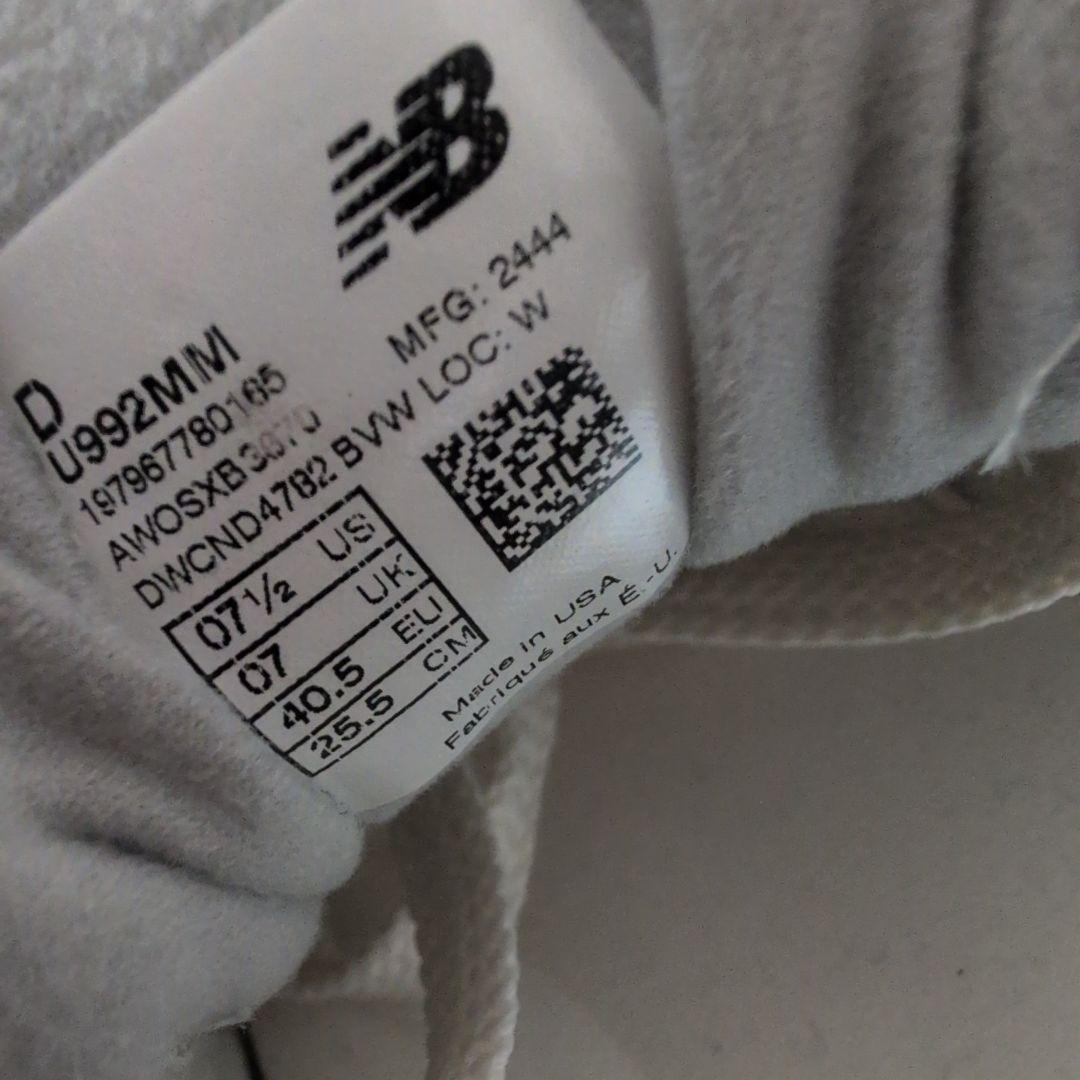 NB
MFG: 2444
D
U992MM
197967780165
AWOSXB3670
DWCND4782 BVW LOC: W
07½ US
07 UK
40.5 EU
25.5 CM
Made in USA
Fabriqué aux É.-U.